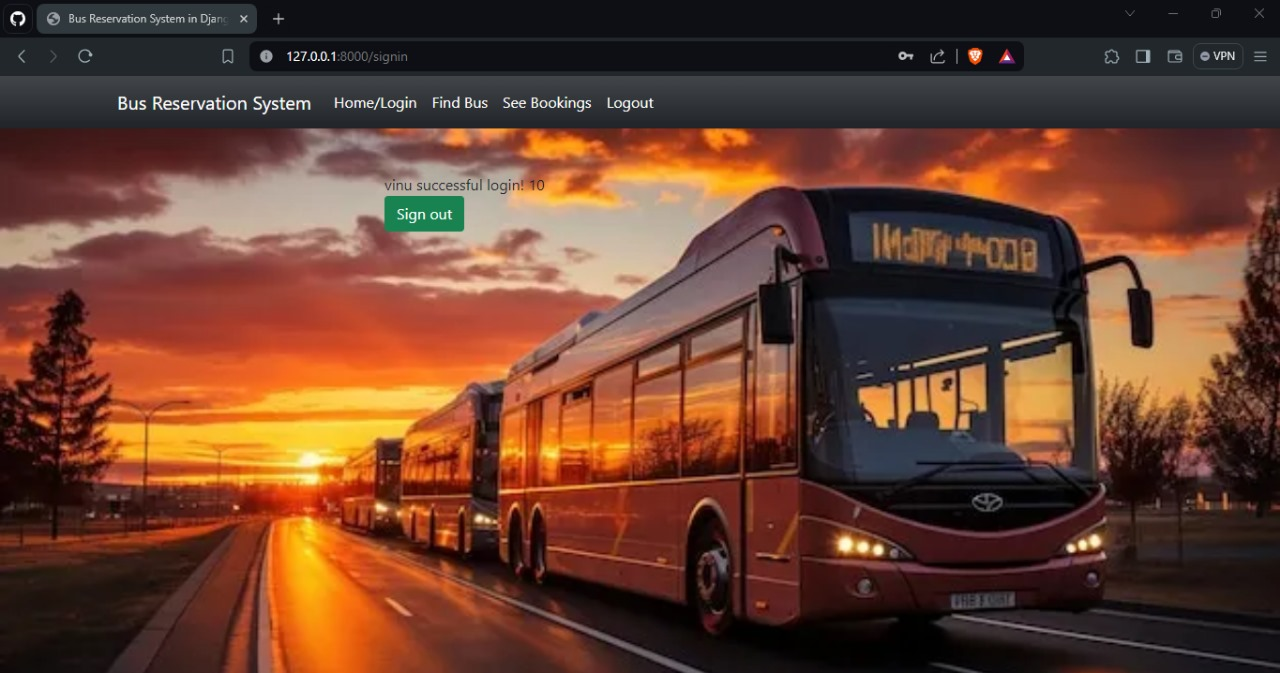 Bus Reservation System in Djang
127.0.0.1:8000/signin
VPN
Bus Reservation System Home/Login Find Bus See Bookings Logout
vinu successful login! 10
Sign out